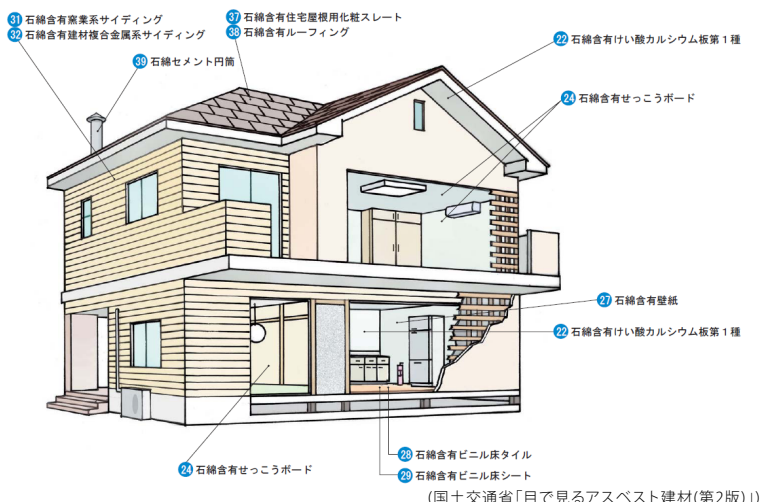 31 石綿含有窯業系サイディング
32 石綿含有建材複合金属系サイディング
39 石綿セメント円筒
37 石綿含有住宅屋根用化粧スレート
38 石綿含有ルーフィング
22 石綿含有けい酸カルシウム板第1種
24 石綿含有せっこうボード
27 石綿含有壁紙
22 石綿含有けい酸カルシウム板第1種
24 石綿含有せっこうボード
28 石綿含有ビニル床タイル
29 石綿含有ビニル床シート
(国土交通省「目で見るアスベスト建材(第2版)」)